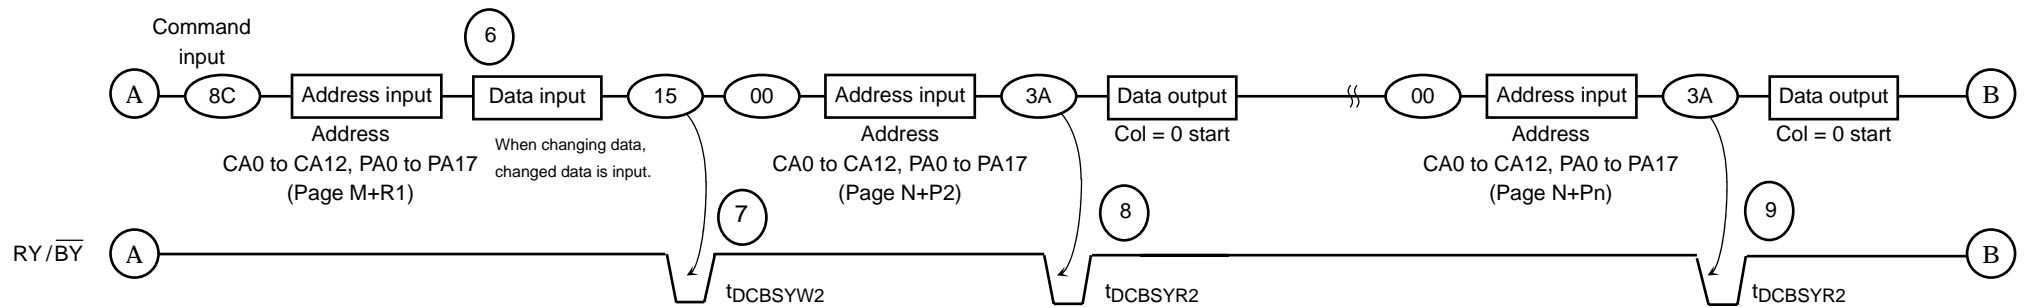 Command
input
6
A
8C
Address input
Data input
15
00
Address input
3A
Data output
00
Address input
3A
Data output
B
Address
CA0 to CA12, PA0 to PA17
(Page M+R1)
When changing data,
changed data is input.
Address
CA0 to CA12, PA0 to PA17
(Page N+P2)
Col = 0 start
Address
CA0 to CA12, PA0 to PA17
(Page N+Pn)
Col = 0 start
7
8
9
RY/BY
A
B
tDCBSYW2
tDCBSYR2
tDCBSYR2